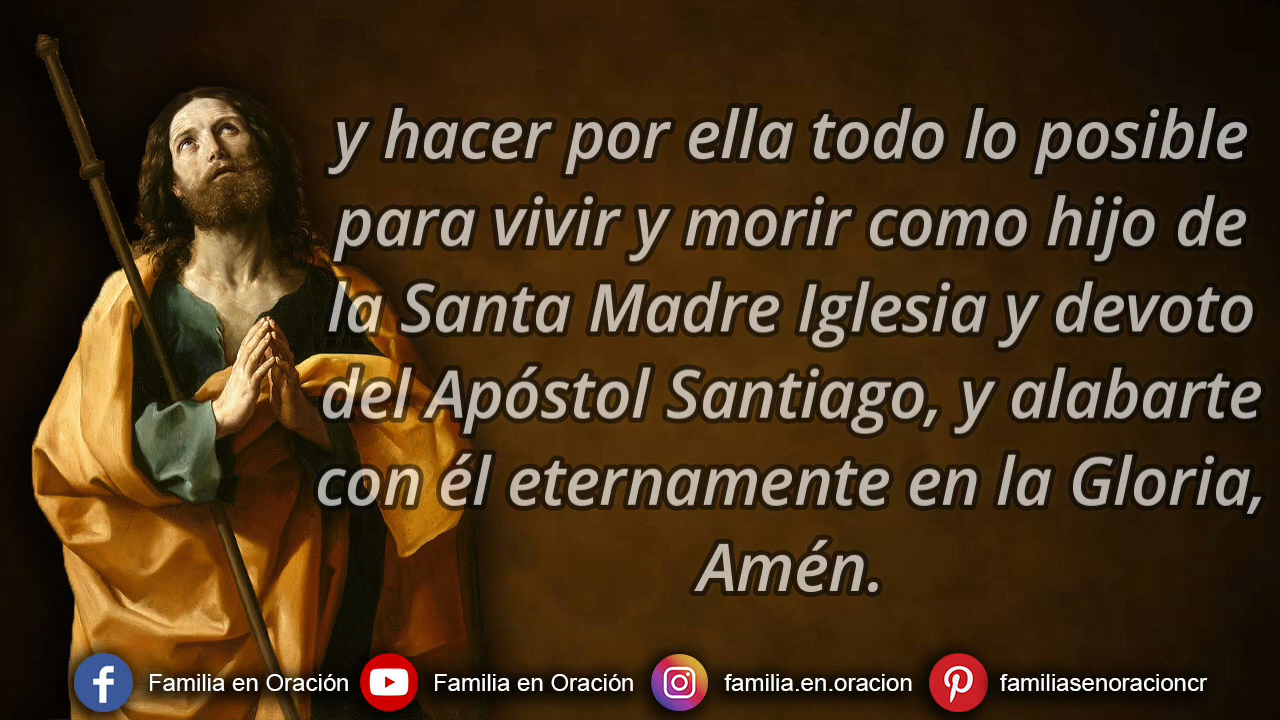 y hacer por ella todo lo posible
para vivir y morir como hijo de
la Santa Madre Iglesia y devoto
del Apóstol Santiago, y alabarte
con él eternamente en la Gloria,
Amén.
Familia en Oración Familia en Oración familia.en.oracion familiasenoracioncr